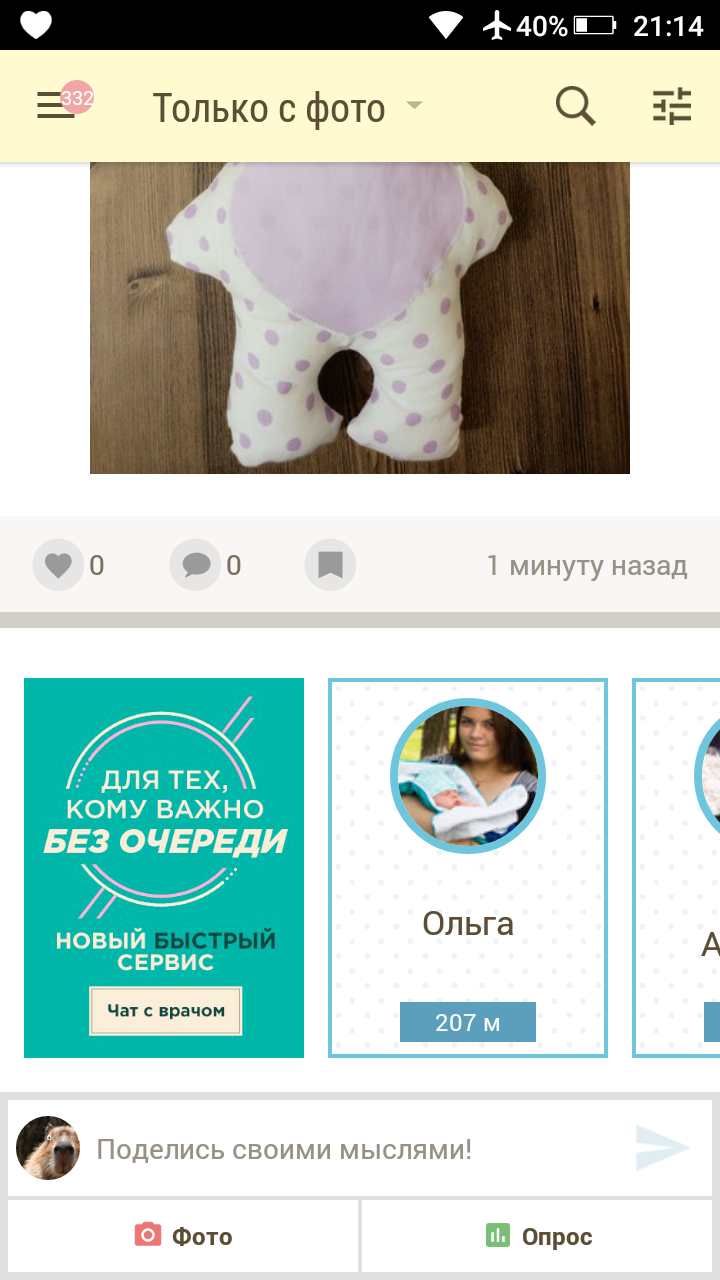 40% 21:14
332 Только с фото
0 0 1 минуту назад
ДЛЯ ТЕХ,
КОМУ ВАЖНО
БЕЗ ОЧЕРЕДИ
НОВЫЙ БЫСТРЫЙ
СЕРВИС
Чат с врачом
Ольга
207 м
А
Поделись своими мыслями!
Фото Опрос